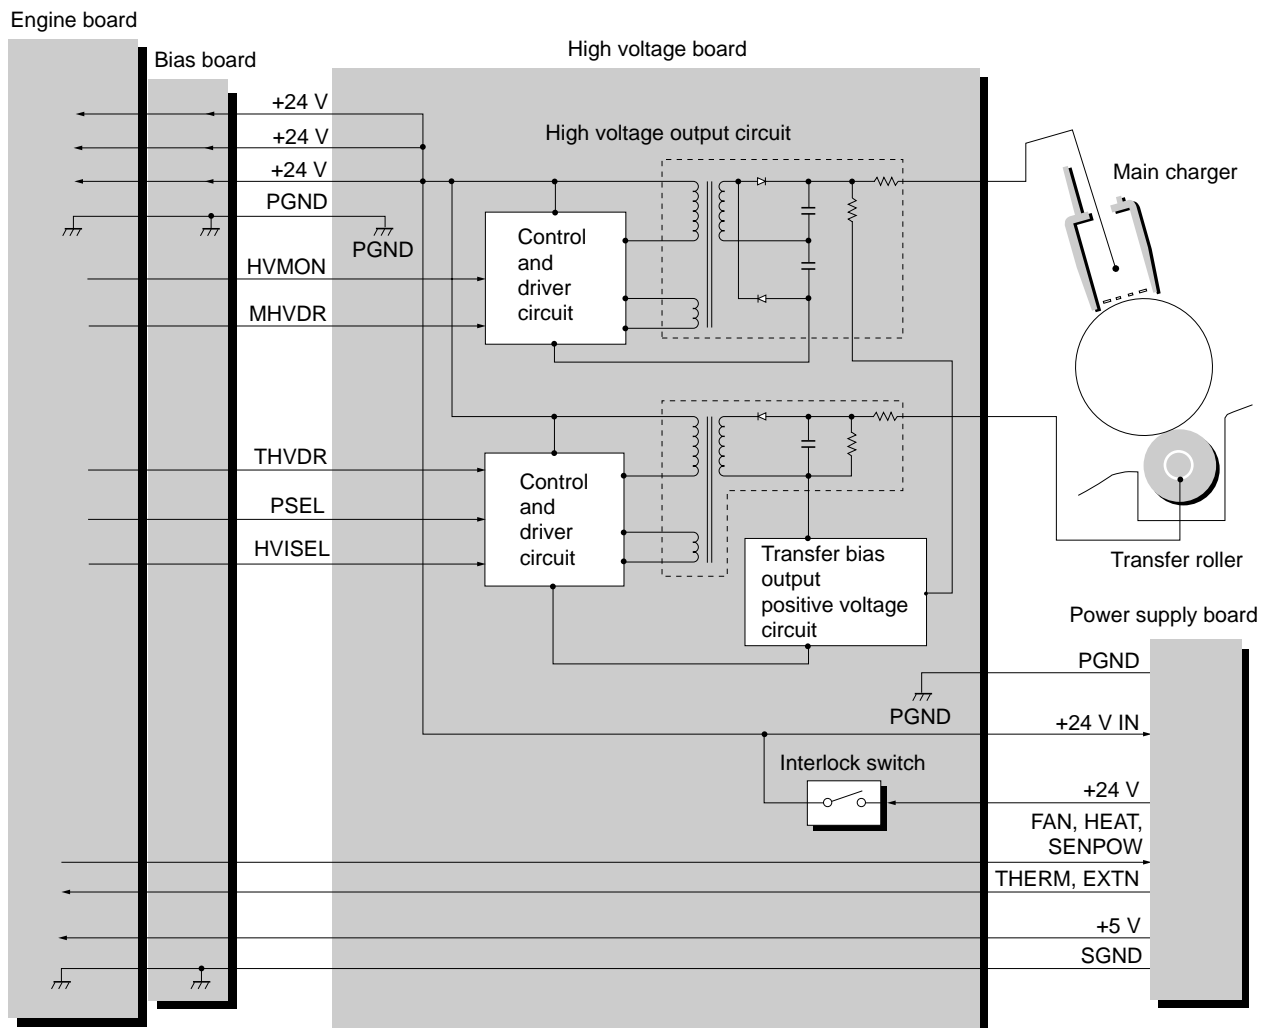 Engine board
Bias board
High voltage board
+24 V
+24 V
+24 V
PGND
PGND
HVMON
MHVDR
High voltage output circuit
Control
and
driver
circuit
Main charger
THVDR
PSEL
HVISEL
Control
and
driver
circuit
Transfer bias
output
positive voltage
circuit
Transfer roller
Power supply board
PGND
PGND
+24 V IN
Interlock switch
+24 V
FAN, HEAT,
SENPOW
THERM, EXTN
+5 V
SGND